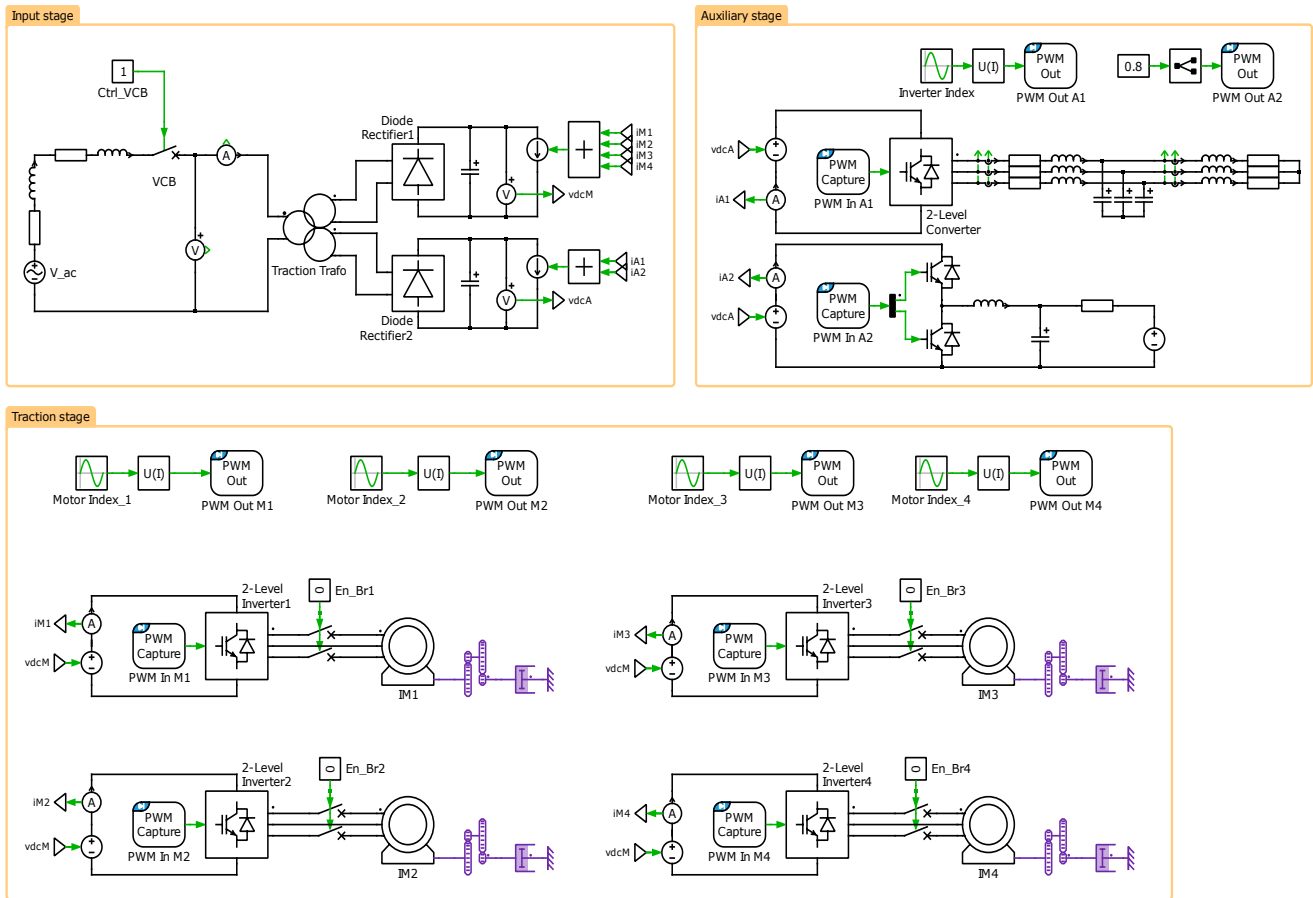 Input stage
1
Ctrl_VCB
VCB
A
V
V_ac
Traction Trafo
Diode
Rectifier1
V
vdcM
iM1
iM2
iM3
iM4
Diode
Rectifier2
V
vdcA
iA1
iA2
Auxiliary stage
Inverter Index
U(I)
PWM
Out
PWM Out A1
0.8
PWM
Out
PWM Out A2
vdcA
iA1
A
PWM
Capture
PWM In A1
2-Level
Converter
iA2
A
vdcA
PWM
Capture
PWM In A2
Traction stage
Motor Index_1
U(I)
PWM
Out
PWM Out M1
Motor Index_2
U(I)
PWM
Out
PWM Out M2
Motor Index_3
U(I)
PWM
Out
PWM Out M3
Motor Index_4
U(I)
PWM
Out
PWM Out M4
iM1
A
vdcM
PWM
Capture
PWM In M1
2-Level
Inverter1
0
En_Br1
IM1
iM3
A
vdcM
PWM
Capture
PWM In M3
2-Level
Inverter3
0
En_Br3
IM3
iM2
A
vdcM
PWM
Capture
PWM In M2
2-Level
Inverter2
0
En_Br2
IM2
iM4
A
vdcM
PWM
Capture
PWM In M4
2-Level
Inverter4
0
En_Br4
IM4